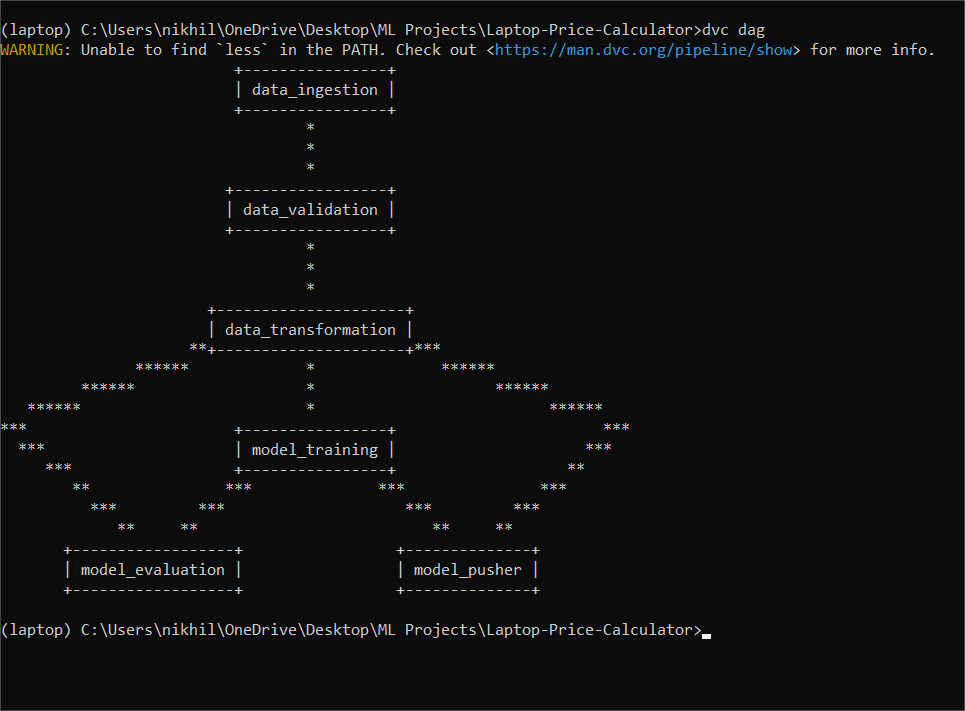 (laptop) C:\Users\nikhil\OneDrive\Desktop\ML Projects\Laptop-Price-Calculator>dvc dag
WARNING: Unable to find `less` in the PATH. Check out <https://man.dvc.org/pipeline/show> for more info.
                          +----------------+
                          | data_ingestion |
                          +----------------+
                                  *
                                  *
                                  *
                         +-----------------+
                         | data_validation |
                         +-----------------+
                                  *
                                  *
                                  *
                       +---------------------+
                       | data_transformation |
                     **+---------------------+***
               ******             *              ******
         ******                   *                    ******
   ******                         *                          ******
***                       +----------------+                       ***
  ***                     | model_training |                     ***
     ***                  +----------------+                   **
        **               ***              ***               ***
          ***         ***                    ***         ***
             **     **                          **     **
       +------------------+                 +--------------+
       | model_evaluation |                 | model_pusher |
       +------------------+                 +--------------+
(laptop) C:\Users\nikhil\OneDrive\Desktop\ML Projects\Laptop-Price-Calculator>